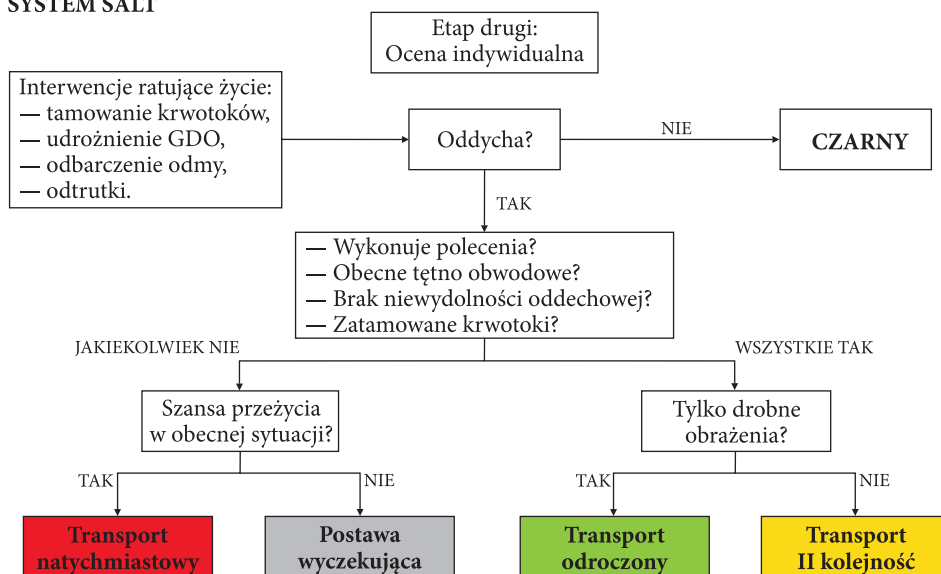 SYSTEM SALT
Etap drugi:
Ocena indywidualna
Interwencje ratujące życie:
— tamowanie krwotoków,
— udrożnienie GDO,
— odbarczenie odmy,
— odtrutki.
Oddycha?
NIE
CZARNY
TAK
— Wykonuje polecenia?
— Obecne tętno obwodowe?
— Brak niewydolności oddechowej?
— Zatamowane krwotoki?
JAKIEKOLWIEK NIE
WSZYSTKIE TAK
Szansa przeżycia
w obecnej sytuacji?
Tylko drobne
obrażenia?
TAK
NIE
TAK
NIE
Transport
natychmiastowy
Postawa
wyczekująca
Transport
odroczony
Transport
II kolejność